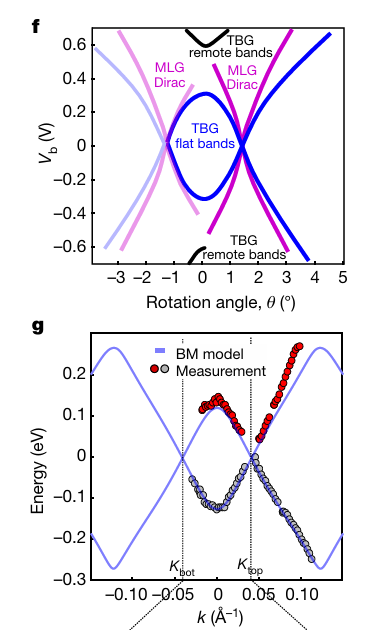 f
0.6
0.4
0.2
0
−0.2
−0.4
−0.6
V_b (V)
TBG
remote bands
MLG
Dirac
MLG
Dirac
TBG
flat bands
TBG
remote bands
−3 −2 −1 0 1 2 3 4 5
Rotation angle, θ (°)
g
BM model
Measurement
0.2
0.1
0
−0.1
−0.2
−0.3
Energy (eV)
K_bot
K_top
−0.10 −0.05 0 0.05 0.10
k (Å⁻¹)